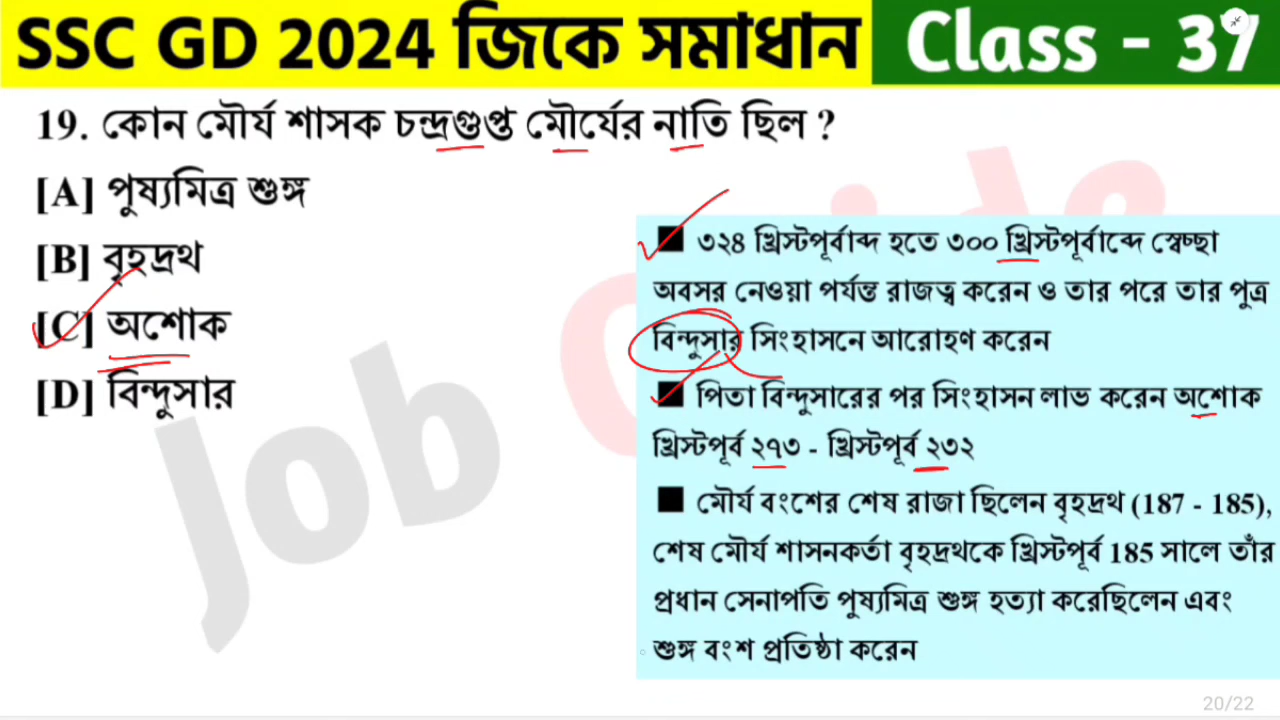 SSC GD 2024 জিকে সমাধান
Class - 37
19. কোন মৌর্য শাসক চন্দ্রগুপ্ত মৌর্যের নাতি ছিল ?
[A] পুষ্যমিত্র শুঙ্গ
[B] বৃহদ্রথ
[C] অশোক
[D] বিন্দুসার
■ ৩২৪ খ্রিস্টপূর্বাব্দ হতে ৩০০ খ্রিস্টপূর্বাব্দে স্বেচ্ছা
অবসর নেওয়া পর্যন্ত রাজত্ব করেন ও তার পরে তার পুত্র
বিন্দুসার সিংহাসনে আরোহণ করেন
■ পিতা বিন্দুসারের পর সিংহাসন লাভ করেন অশোক
খ্রিস্টপূর্ব ২৭৩ - খ্রিস্টপূর্ব ২৩২
■ মৌর্য বংশের শেষ রাজা ছিলেন বৃহদ্রথ (187 - 185),
শেষ মৌর্য শাসনকর্তা বৃহদ্রথকে খ্রিস্টপূর্ব 185 সালে তাঁর
প্রধান সেনাপতি পুষ্যমিত্র শুঙ্গ হত্যা করেছিলেন এবং
শুঙ্গ বংশ প্রতিষ্ঠা করেন
Job
20/22